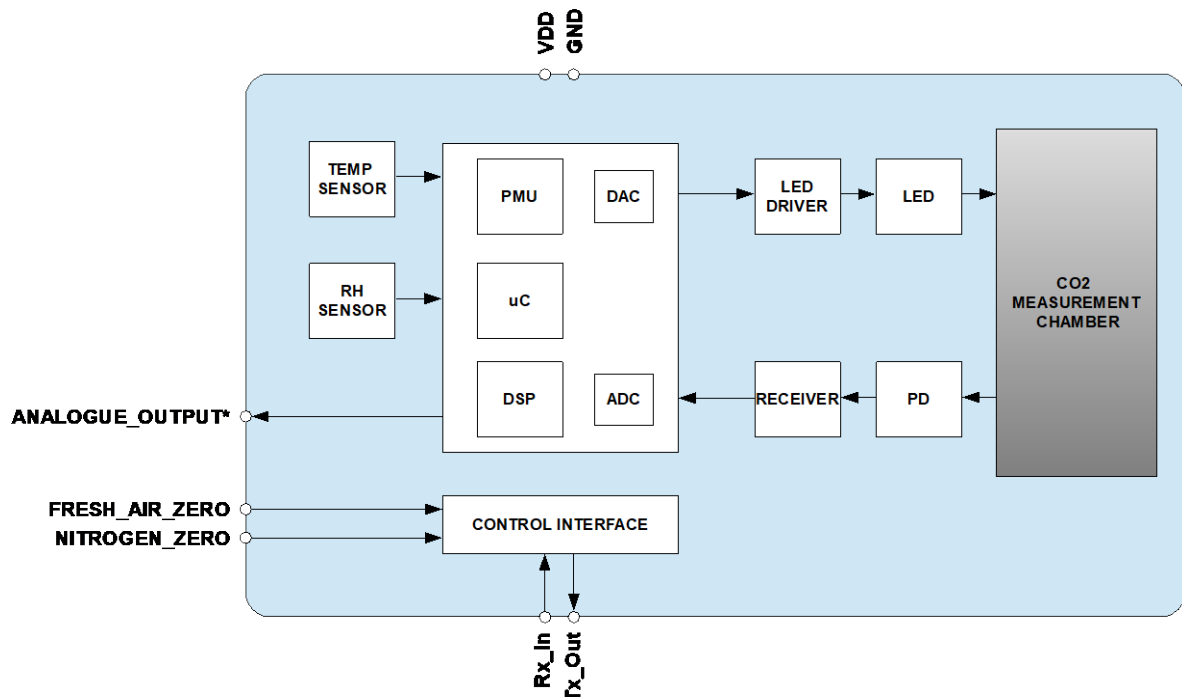 VDD
GND
TEMP
SENSOR
PMU
DAC
LED
DRIVER
LED
RH
SENSOR
uC
CO2
MEASUREMENT
CHAMBER
DSP
ADC
RECEIVER
PD
ANALOGUE_OUTPUT*
FRESH_AIR_ZERO
NITROGEN_ZERO
CONTROL INTERFACE
Rx_In
Tx_Out